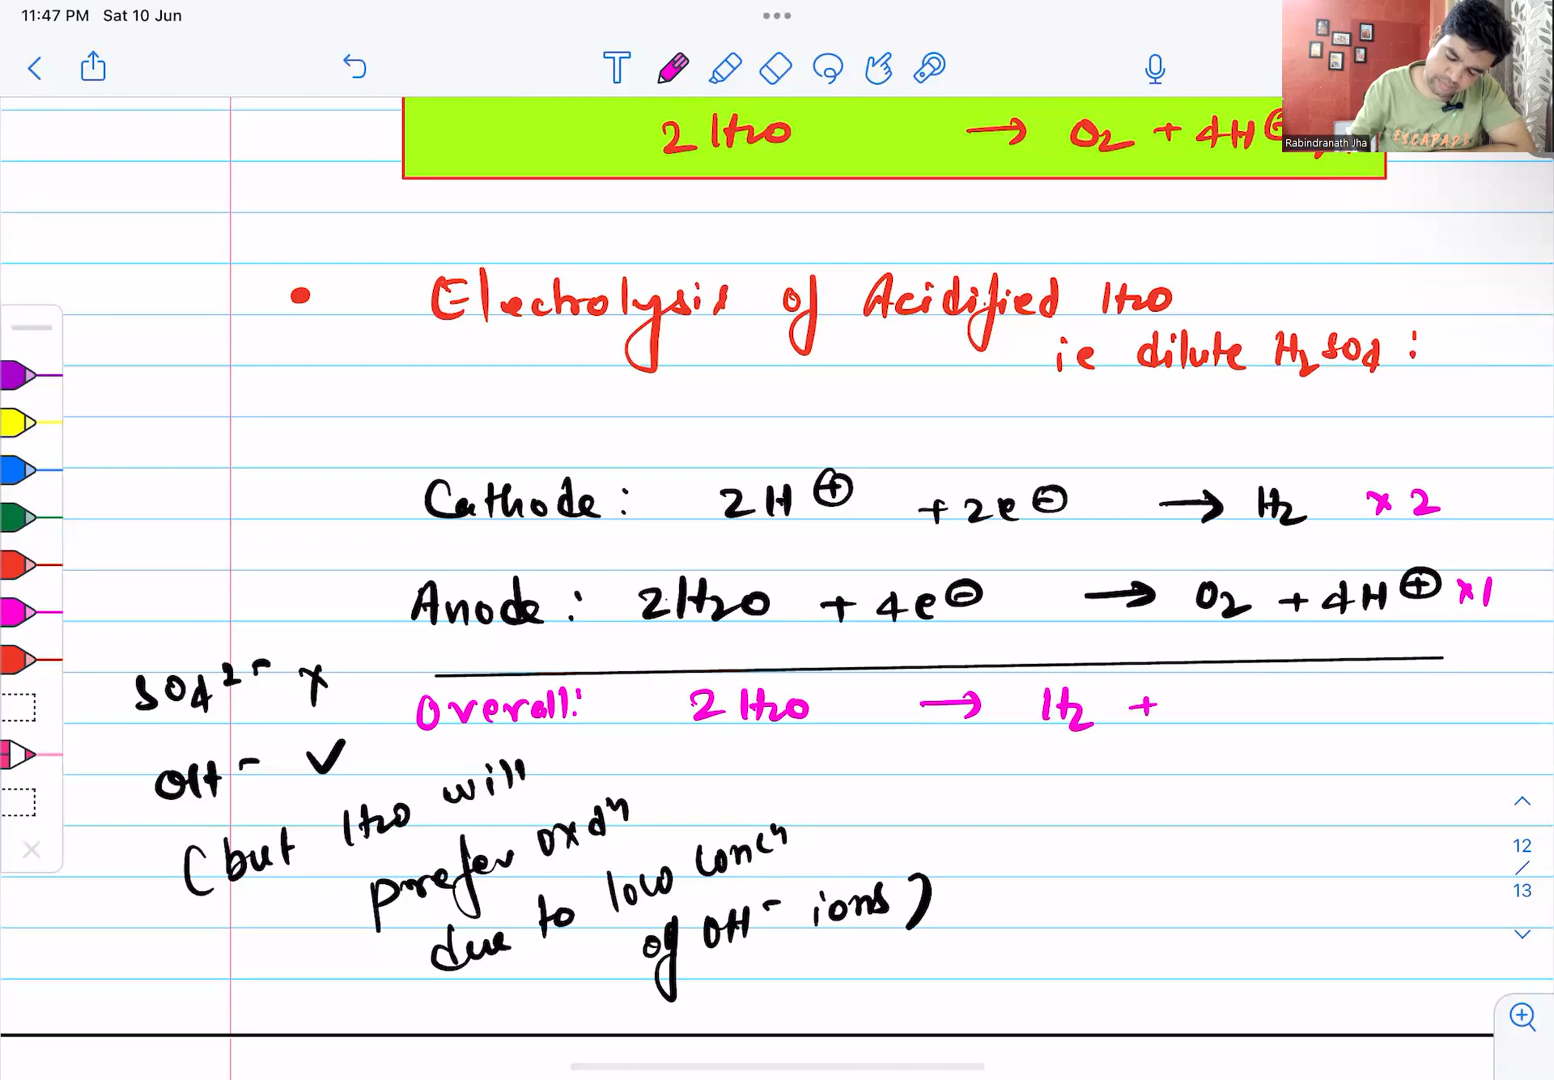 11:47 PM Sat 10 Jun
2 H2O → O2 + 4H
Rabindranath Jha
ESCAPADE
• Electrolysis of Acidified H2O
ie dilute H2SO4 :
Cathode : 2H⊕ + 2e⊖ → H2 × 2
Anode : 2H2O + 4e⊖ → O2 + 4H⊕ ×1
SO4 2- ×
Overall: 2 H2O → H2 +
OH- ✓
(but H2O will
prefer oxdn
due to low concn
of OH- ions)
12
/
13